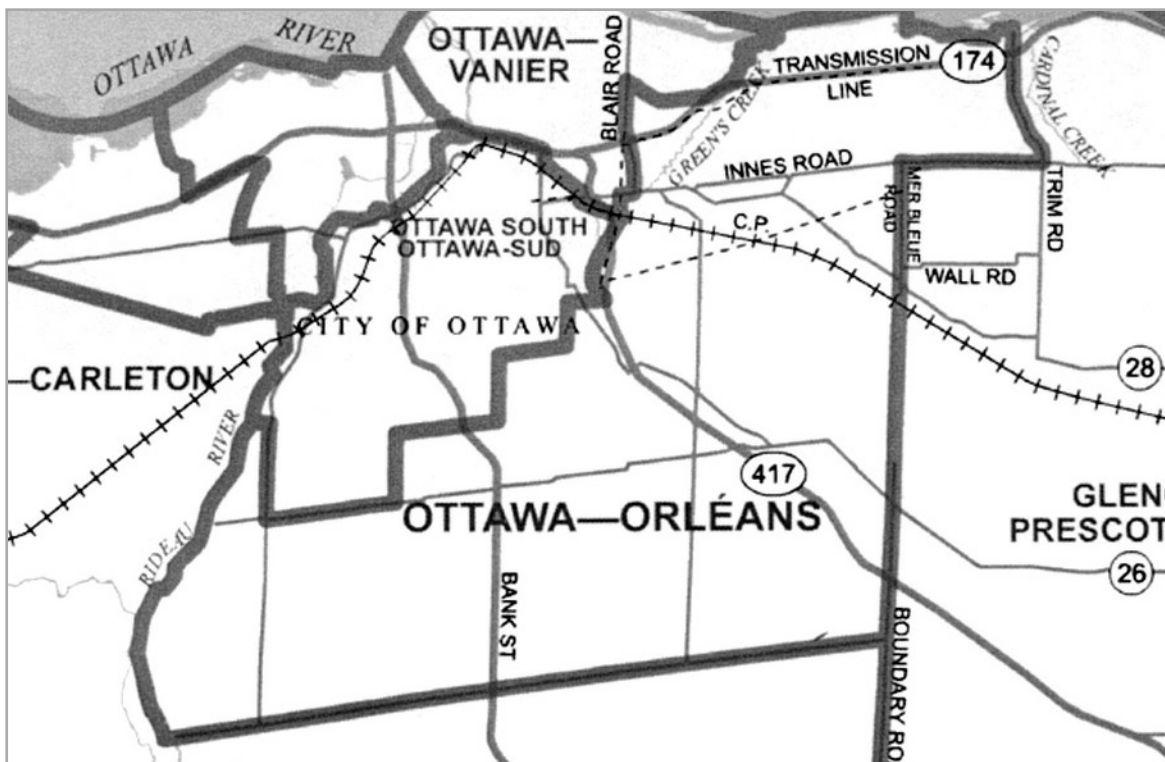 OTTAWA
RIVER
OTTAWA—
VANIER
BLAIR ROAD
TRANSMISSION
LINE
174
GREEN'S CREEK
CARDINAL CREEK
INNES ROAD
MER BLEUE
ROAD
TRIM RD
OTTAWA SOUTH
OTTAWA-SUD
C.P.
WALL RD
CITY OF OTTAWA
—CARLETON
28
RIVER
RIDEAU
417
OTTAWA—ORLÉANS
GLEN
PRESCOT
26
BANK ST
BOUNDARY RO